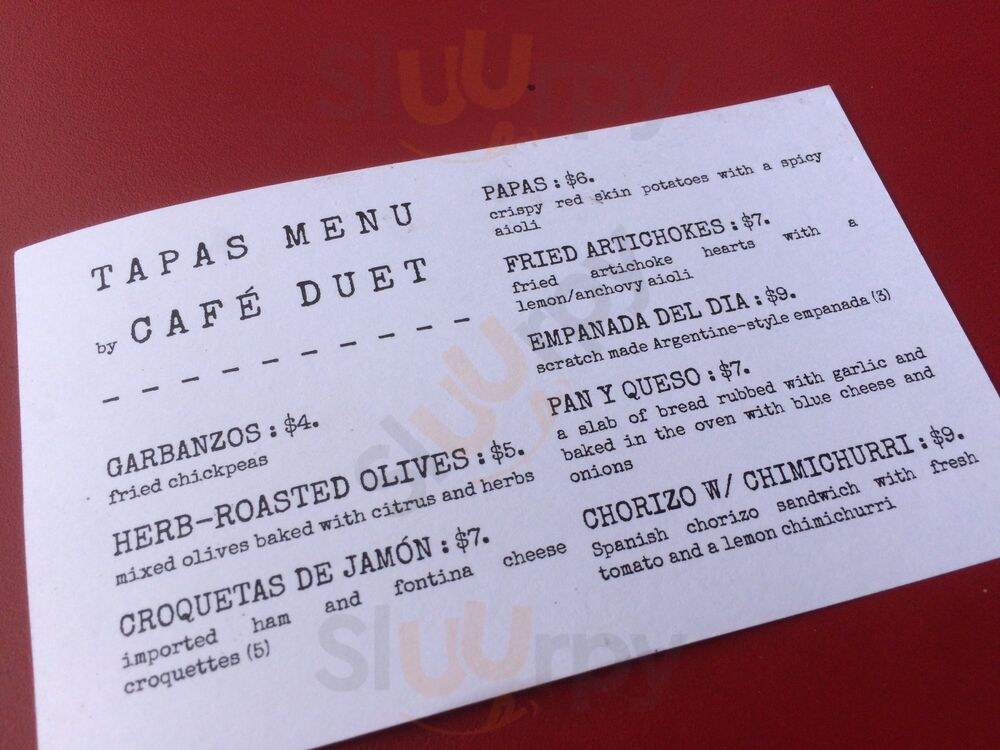 TAPAS MENU
by CAFÉ DUET
- - - - - - - - - -
GARBANZOS : $4.
fried chickpeas
HERB-ROASTED OLIVES : $5.
mixed olives baked with citrus and herbs
CROQUETAS DE JAMÓN : $7.
imported ham and fontina cheese
croquettes (5)
PAPAS : $6.
crispy red skin potatoes with a spicy
aioli
FRIED ARTICHOKES : $7.
fried artichoke hearts with a
lemon/anchovy aioli
EMPANADA DEL DIA : $9.
scratch made Argentine-style empanada (3)
PAN Y QUESO : $7.
a slab of bread rubbed with garlic and
baked in the oven with blue cheese and
onions
CHORIZO W/ CHIMICHURRI : $9.
Spanish chorizo sandwich with fresh
tomato and a lemon chimichurri
Sluurpy
Sluurpy
Sluurpy